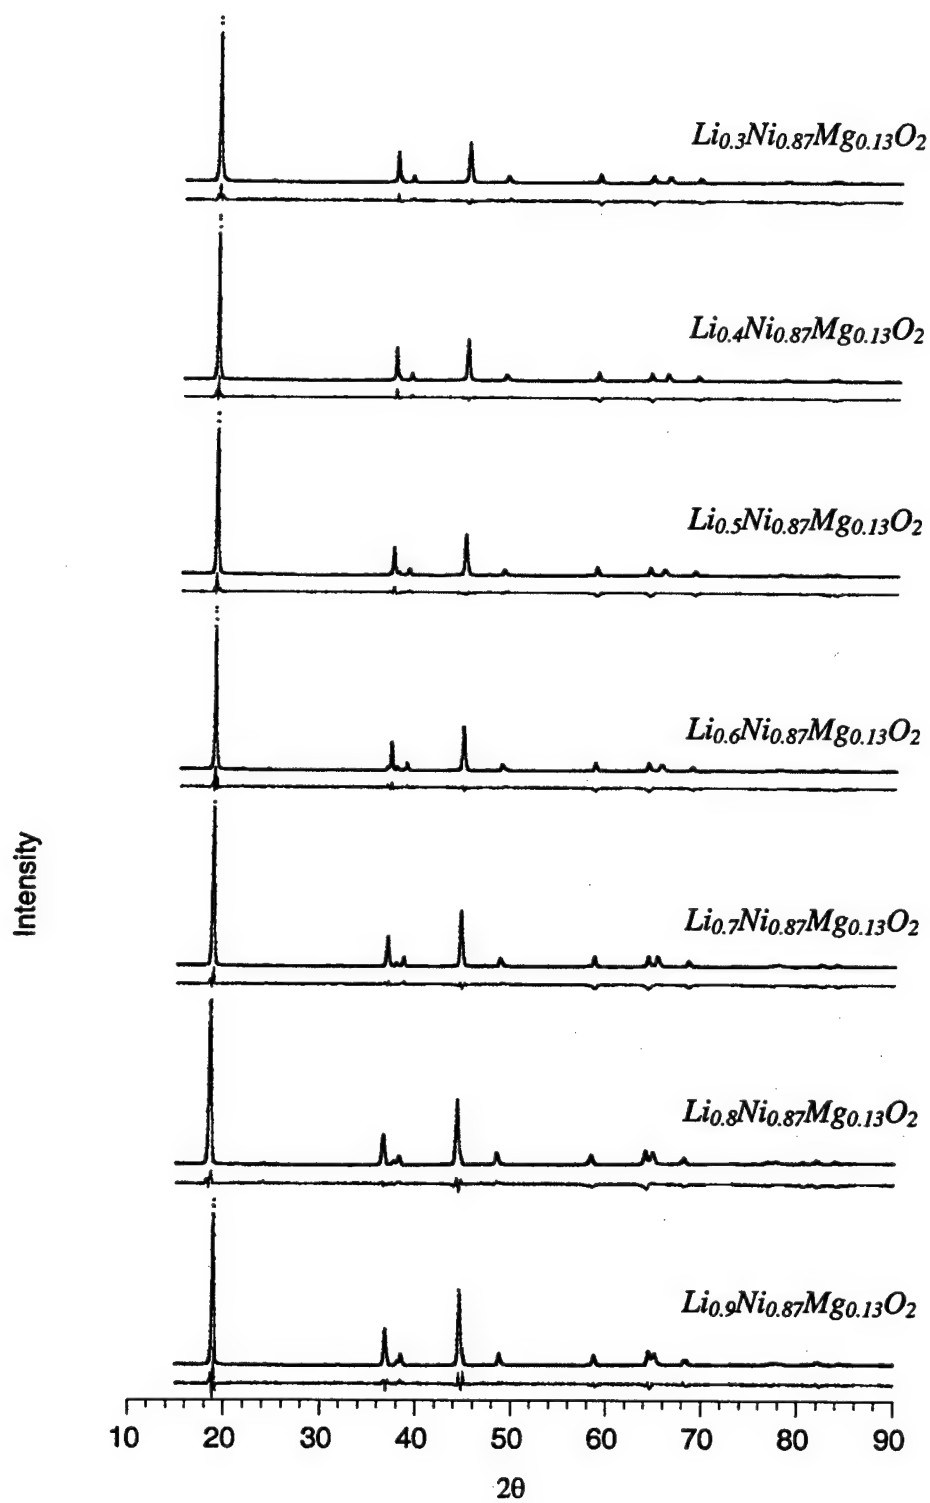 Li0.3Ni0.87Mg0.13O2
Li0.4Ni0.87Mg0.13O2
Li0.5Ni0.87Mg0.13O2
Li0.6Ni0.87Mg0.13O2
Intensity
Li0.7Ni0.87Mg0.13O2
Li0.8Ni0.87Mg0.13O2
Li0.9Ni0.87Mg0.13O2
10 20 30 40 50 60 70 80 90
2θ